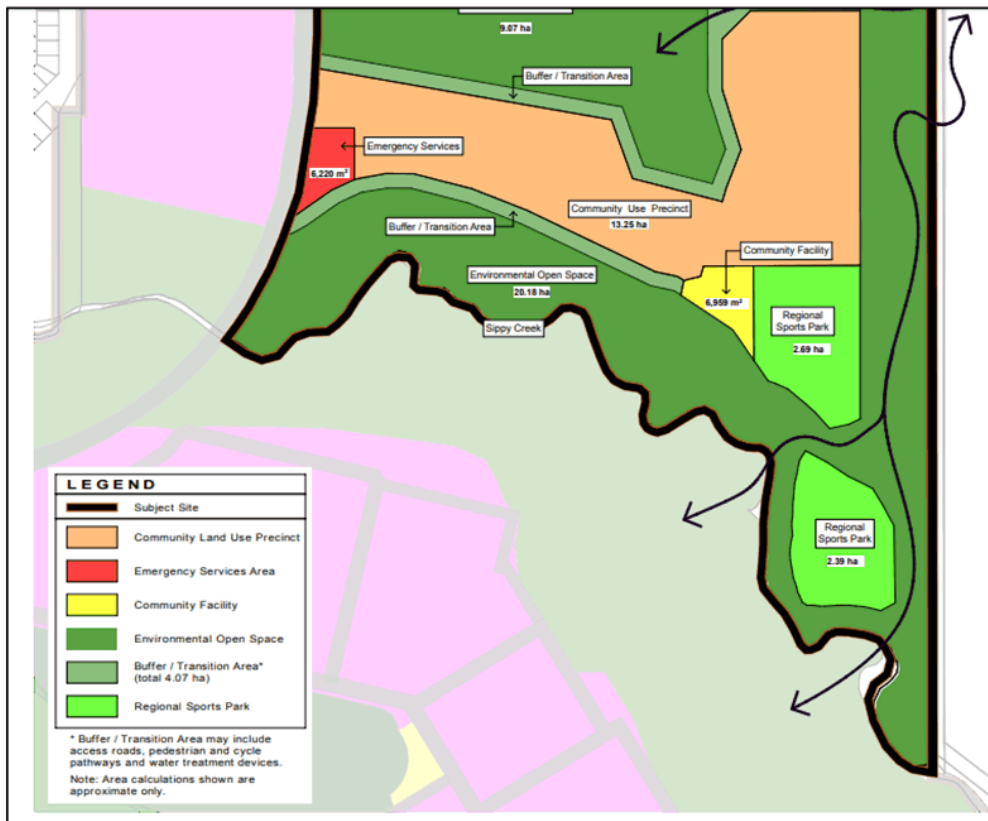 9.07 ha
Buffer / Transition Area
Emergency Services
6,220 m²
Community Use Precinct
13.25 ha
Buffer / Transition Area
Community Facility
6,959 m²
Environmental Open Space
20.18 ha
Sippy Creek
Regional
Sports Park
2.69 ha
Regional
Sports Park
2.39 ha
LEGEND
Subject Site
Community Land Use Precinct
Emergency Services Area
Community Facility
Environmental Open Space
Buffer / Transition Area*
(total 4.07 ha)
Regional Sports Park
* Buffer / Transition Area may include
access roads, pedestrian and cycle
pathways and water treatment devices.
Note: Area calculations shown are
approximate only.